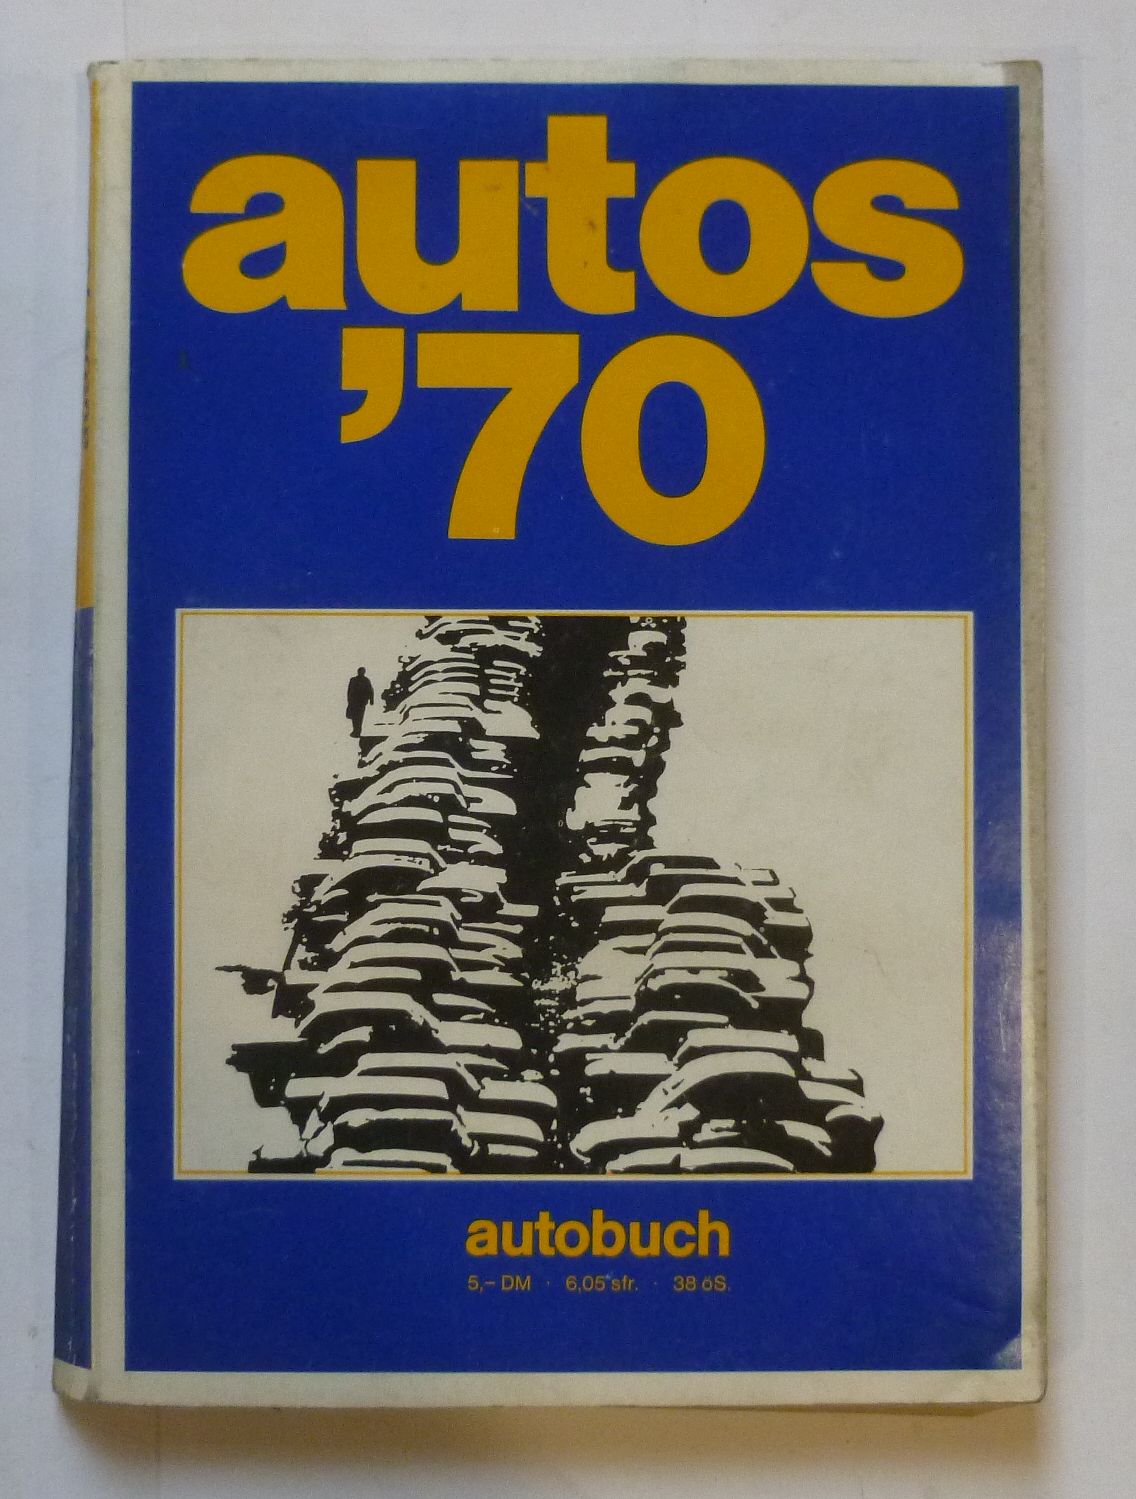 autos
’70
autobuch
5,– DM · 6,05 sfr. · 38 öS.